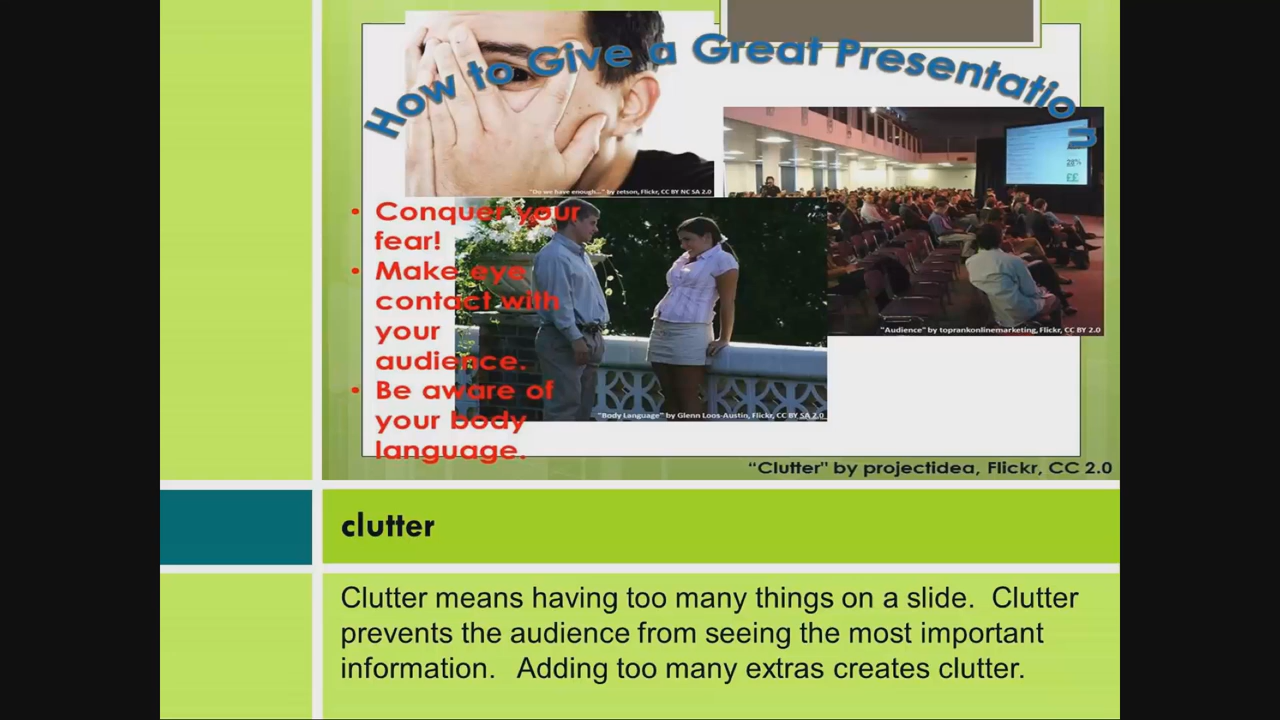 How to Give a Great Presentation
28%
££
"Do we have enough..." by zetson, Flickr, CC BY NC SA 2.0
• Conquer your
fear!
• Make eye
contact with
your
audience.
• Be aware of
your body
language.
"Audience" by toprankonlinemarketing, Flickr, CC BY 2.0
"Body Language" by Glenn Loos-Austin, Flickr, CC BY SA 2.0
“Clutter” by projectidea, Flickr, CC 2.0
clutter
Clutter means having too many things on a slide. Clutter
prevents the audience from seeing the most important
information. Adding too many extras creates clutter.